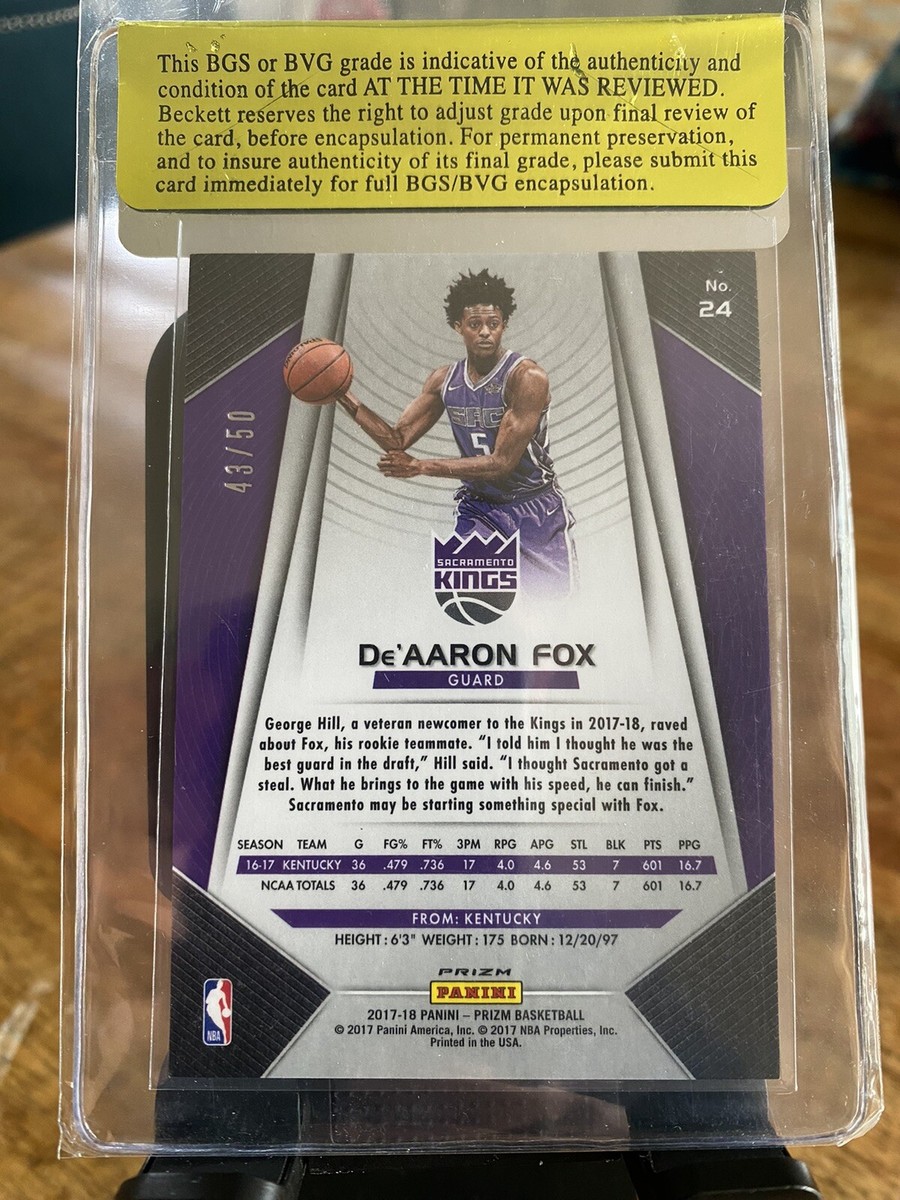 This BGS or BVG grade is indicative of the authenticity and
condition of the card AT THE TIME IT WAS REVIEWED.
Beckett reserves the right to adjust grade upon final review of
the card, before encapsulation. For permanent preservation,
and to insure authenticity of its final grade, please submit this
card immediately for full BGS/BVG encapsulation.
No.
24
43/50
SAC
5
SACRAMENTO
KINGS
De'AARON FOX
GUARD
George Hill, a veteran newcomer to the Kings in 2017-18, raved
about Fox, his rookie teammate. “I told him I thought he was the
best guard in the draft,” Hill said. “I thought Sacramento got a
steal. What he brings to the game with his speed, he can finish.”
Sacramento may be starting something special with Fox.
SEASON TEAM G FG% FT% 3PM RPG APG STL BLK PTS PPG
16-17 KENTUCKY 36 .479 .736 17 4.0 4.6 53 7 601 16.7
NCAA TOTALS 36 .479 .736 17 4.0 4.6 53 7 601 16.7
FROM: KENTUCKY
HEIGHT: 6'3" WEIGHT: 175 BORN: 12/20/97
PRIZM
PANINI
NBA
2017-18 PANINI – PRIZM BASKETBALL
© 2017 Panini America, Inc. © 2017 NBA Properties, Inc.
Printed in the USA.